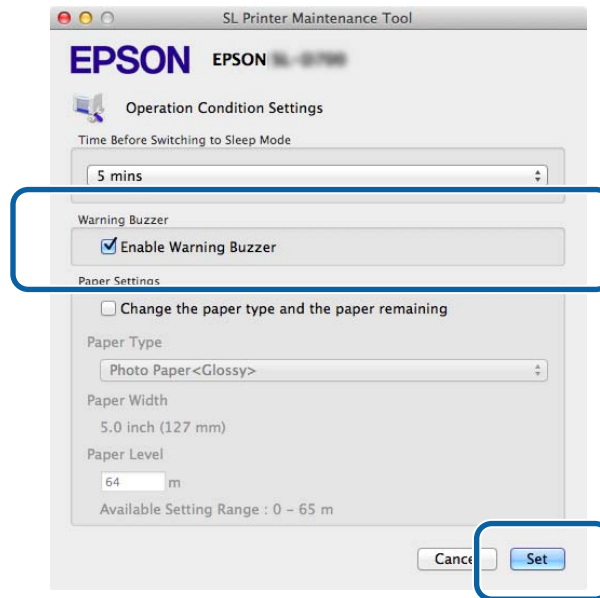 SL Printer Maintenance Tool
EPSON EPSON
Operation Condition Settings
Time Before Switching to Sleep Mode
5 mins
Warning Buzzer
Enable Warning Buzzer
Paper Settings
Change the paper type and the paper remaining
Paper Type
Photo Paper<Glossy>
Paper Width
5.0 inch (127 mm)
Paper Level
64 m
Available Setting Range : 0 – 65 m
Cancel Set